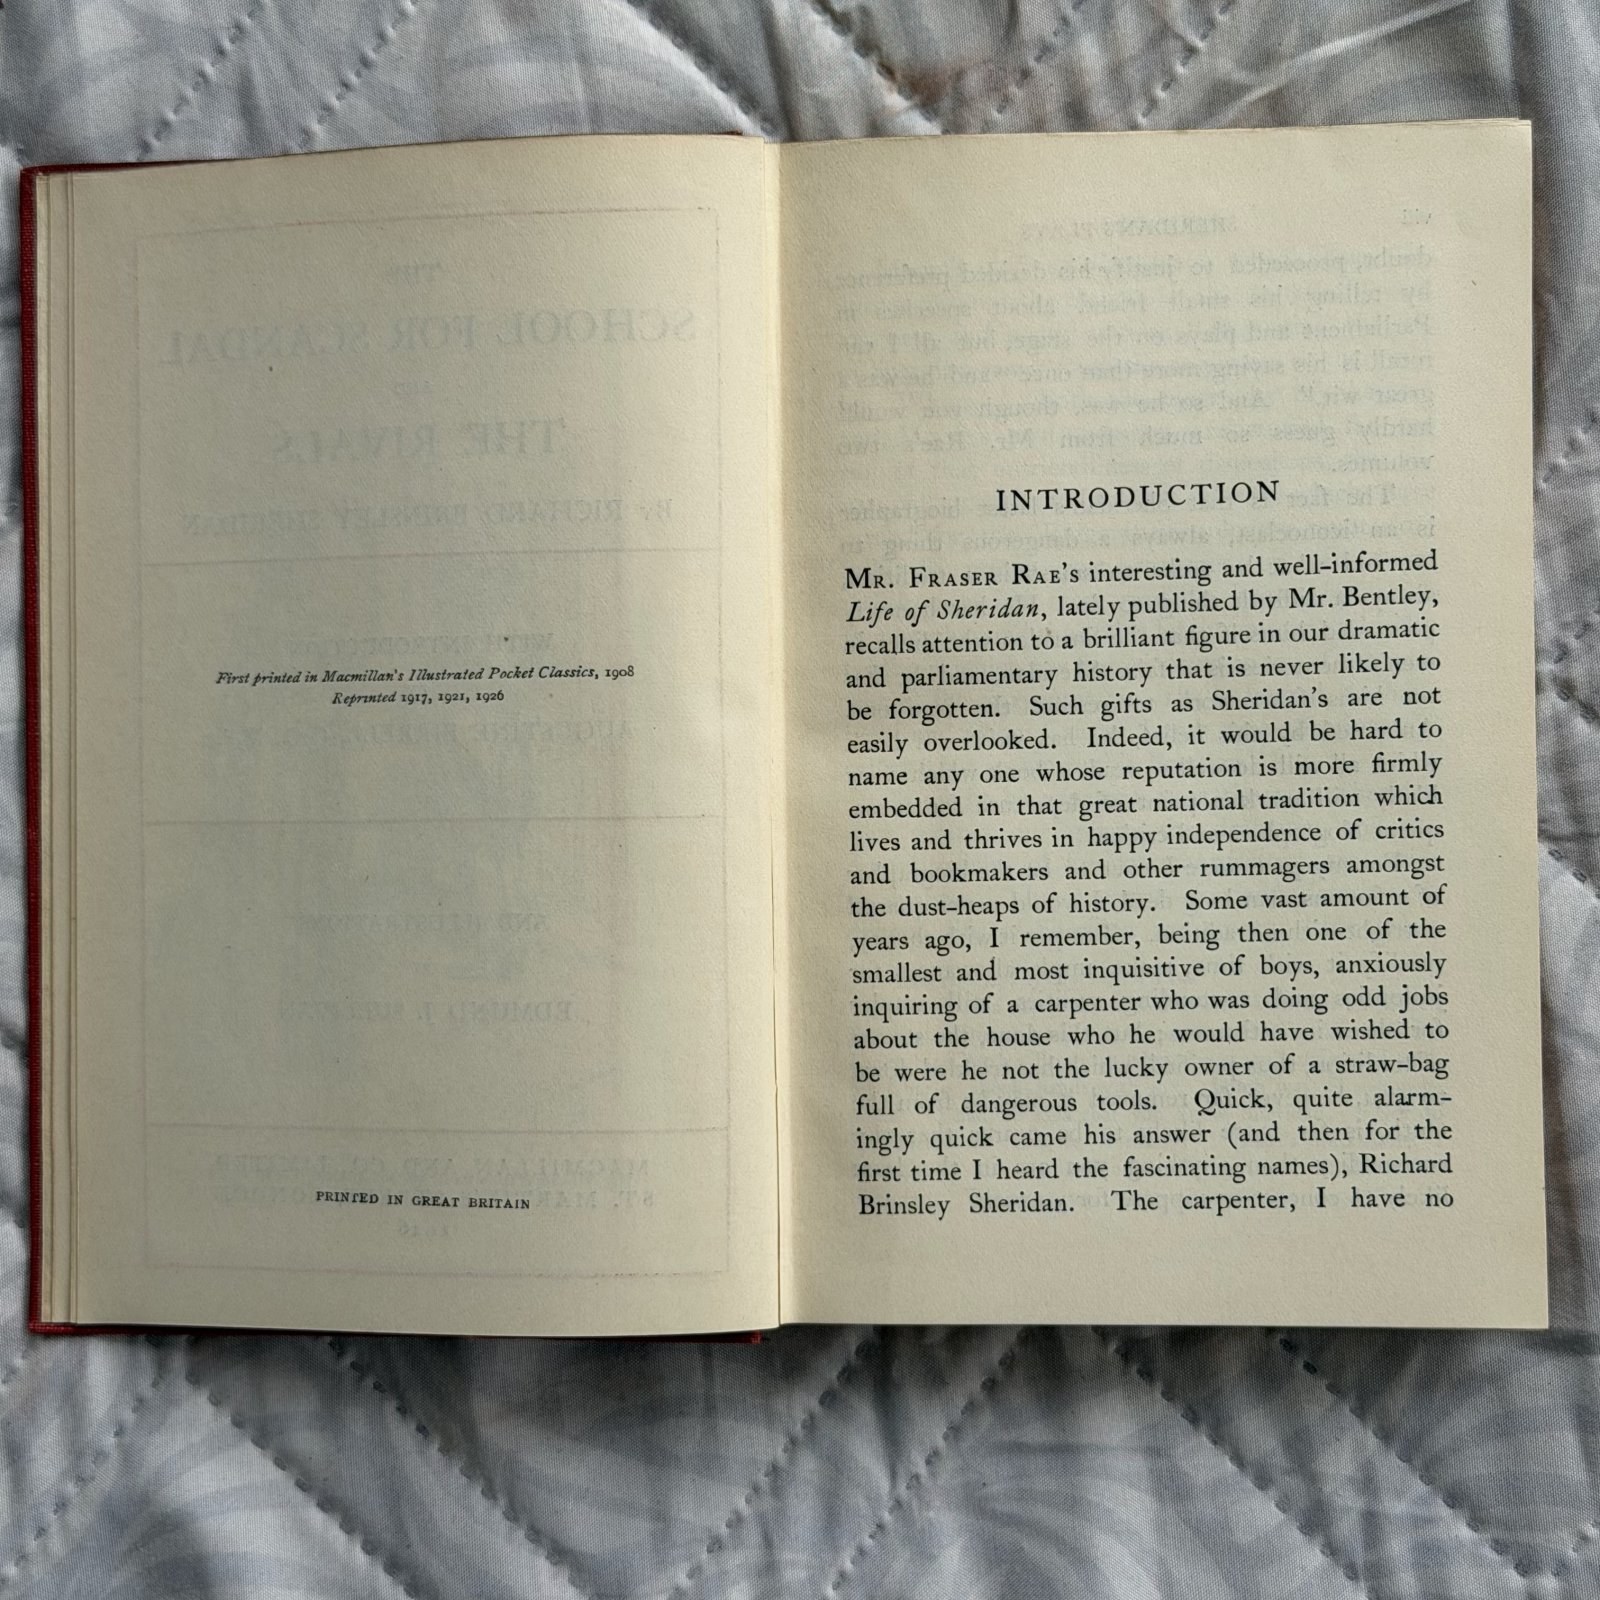 First printed in Macmillan's Illustrated Pocket Classics, 1908
Reprinted 1917, 1921, 1926
PRINTED IN GREAT BRITAIN
INTRODUCTION
MR. FRASER RAE'S interesting and well-informed
Life of Sheridan, lately published by Mr. Bentley,
recalls attention to a brilliant figure in our dramatic
and parliamentary history that is never likely to
be forgotten. Such gifts as Sheridan's are not
easily overlooked. Indeed, it would be hard to
name any one whose reputation is more firmly
embedded in that great national tradition which
lives and thrives in happy independence of critics
and bookmakers and other rummagers amongst
the dust-heaps of history. Some vast amount of
years ago, I remember, being then one of the
smallest and most inquisitive of boys, anxiously
inquiring of a carpenter who was doing odd jobs
about the house who he would have wished to
be were he not the lucky owner of a straw-bag
full of dangerous tools. Quick, quite alarm-
ingly quick came his answer (and then for the
first time I heard the fascinating names), Richard
Brinsley Sheridan. The carpenter, I have no